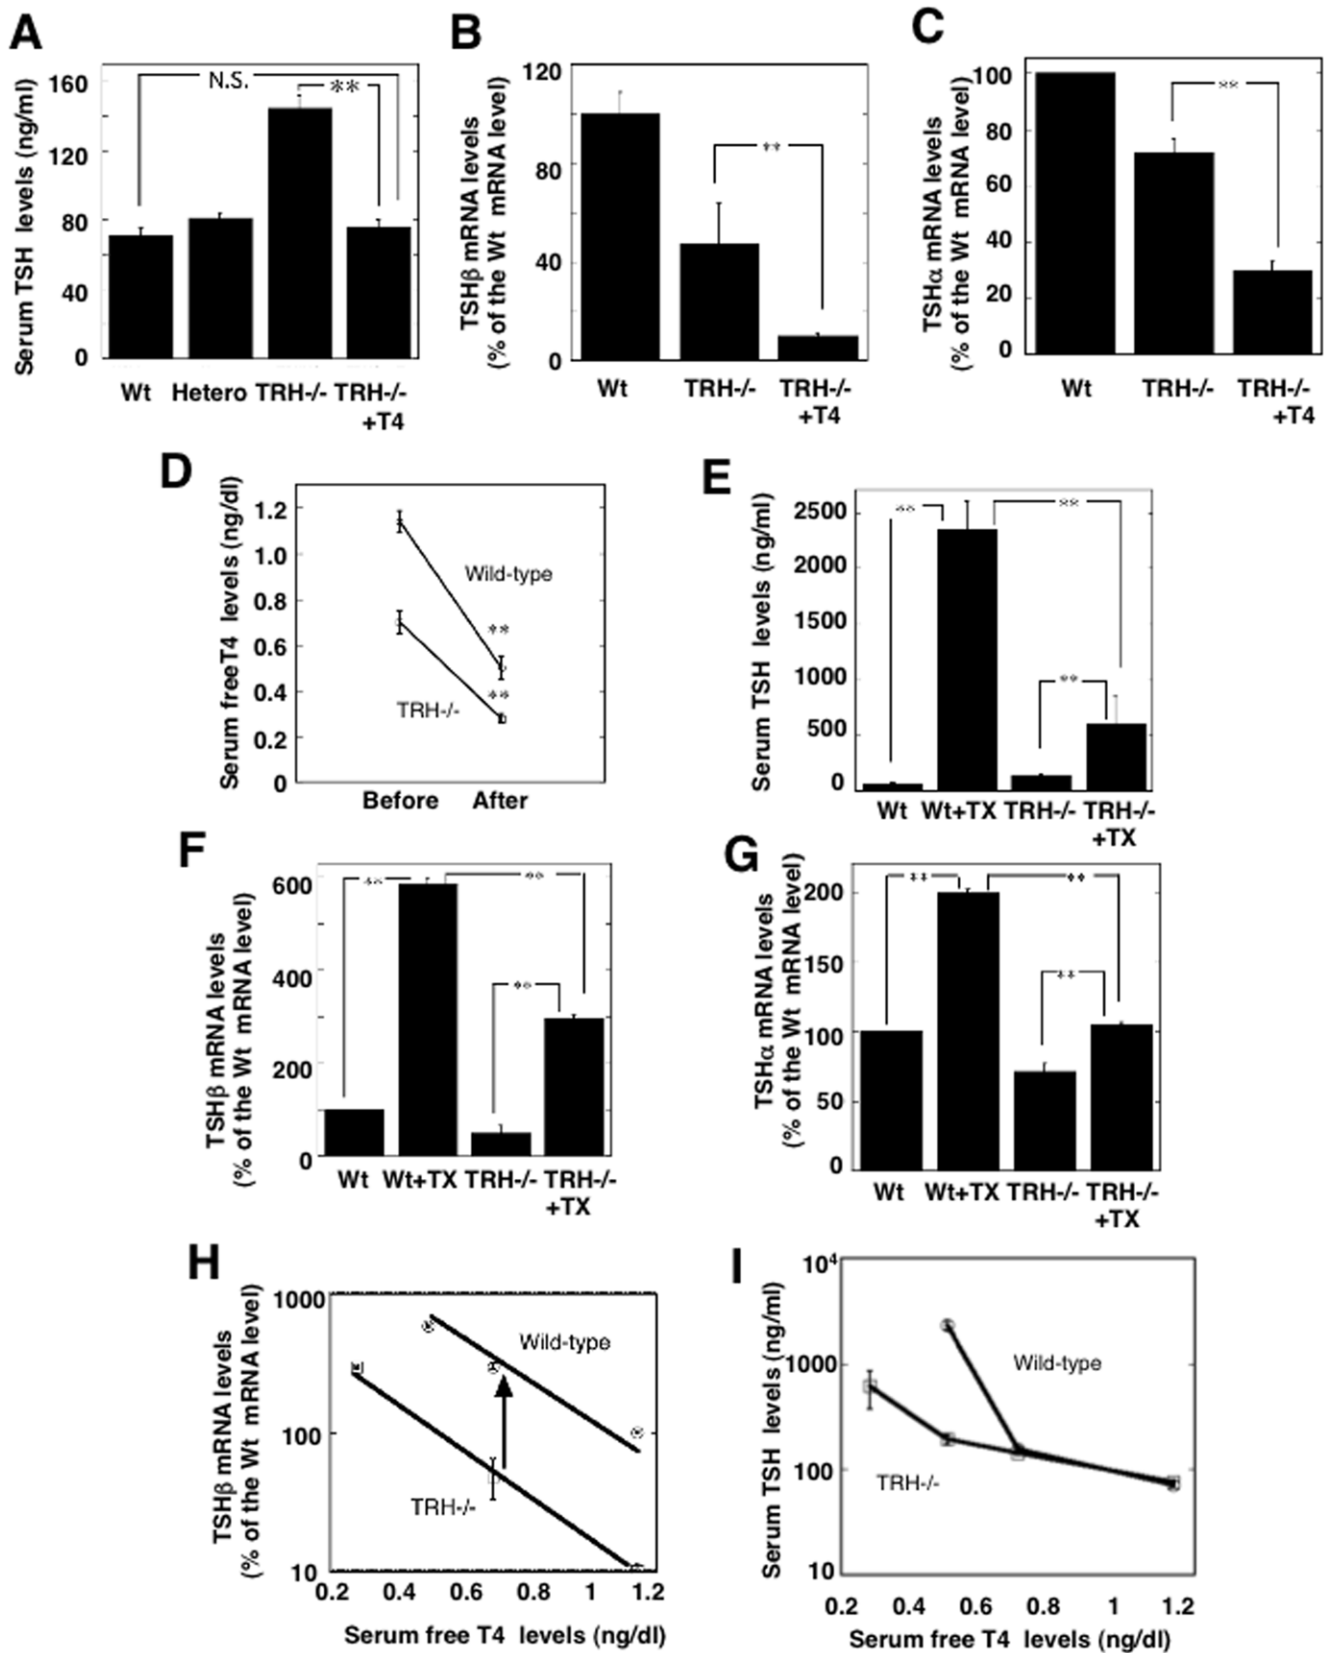 A
Serum TSH levels (ng/ml)
160
120
80
40
0
N.S.
**
Wt Hetero TRH-/- TRH-/-
+T4
B
TSHβ mRNA levels
(% of the Wt mRNA level)
120
80
40
0
**
Wt TRH-/- TRH-/-
+T4
C
TSHα mRNA levels
(% of the Wt mRNA level)
100
80
60
40
20
0
**
Wt TRH-/- TRH-/-
+T4
D
Serum freeT4 levels (ng/dl)
1.2
1.0
0.8
0.6
0.4
0.2
0
Wild-type
**
**
TRH-/-
Before After
E
Serum TSH levels (ng/ml)
2500
2000
1500
1000
500
0
** **
**
Wt Wt+TX TRH-/- TRH-/-
+TX
F
TSHβ mRNA levels
(% of the Wt mRNA level)
600
400
200
0
** **
**
Wt Wt+TX TRH-/- TRH-/-
+TX
G
TSHα mRNA levels
(% of the Wt mRNA level)
200
150
100
50
0
** **
**
Wt Wt+TX TRH-/- TRH-/-
+TX
H
TSHβ mRNA levels
(% of the Wt mRNA level)
1000
100
10
Wild-type
TRH-/-
0.2 0.4 0.6 0.8 1 1.2
Serum free T4 levels (ng/dl)
I
Serum TSH levels (ng/ml)
10⁴
1000
100
10
Wild-type
TRH-/-
0.2 0.4 0.6 0.8 1 1.2
Serum free T4 levels (ng/dl)